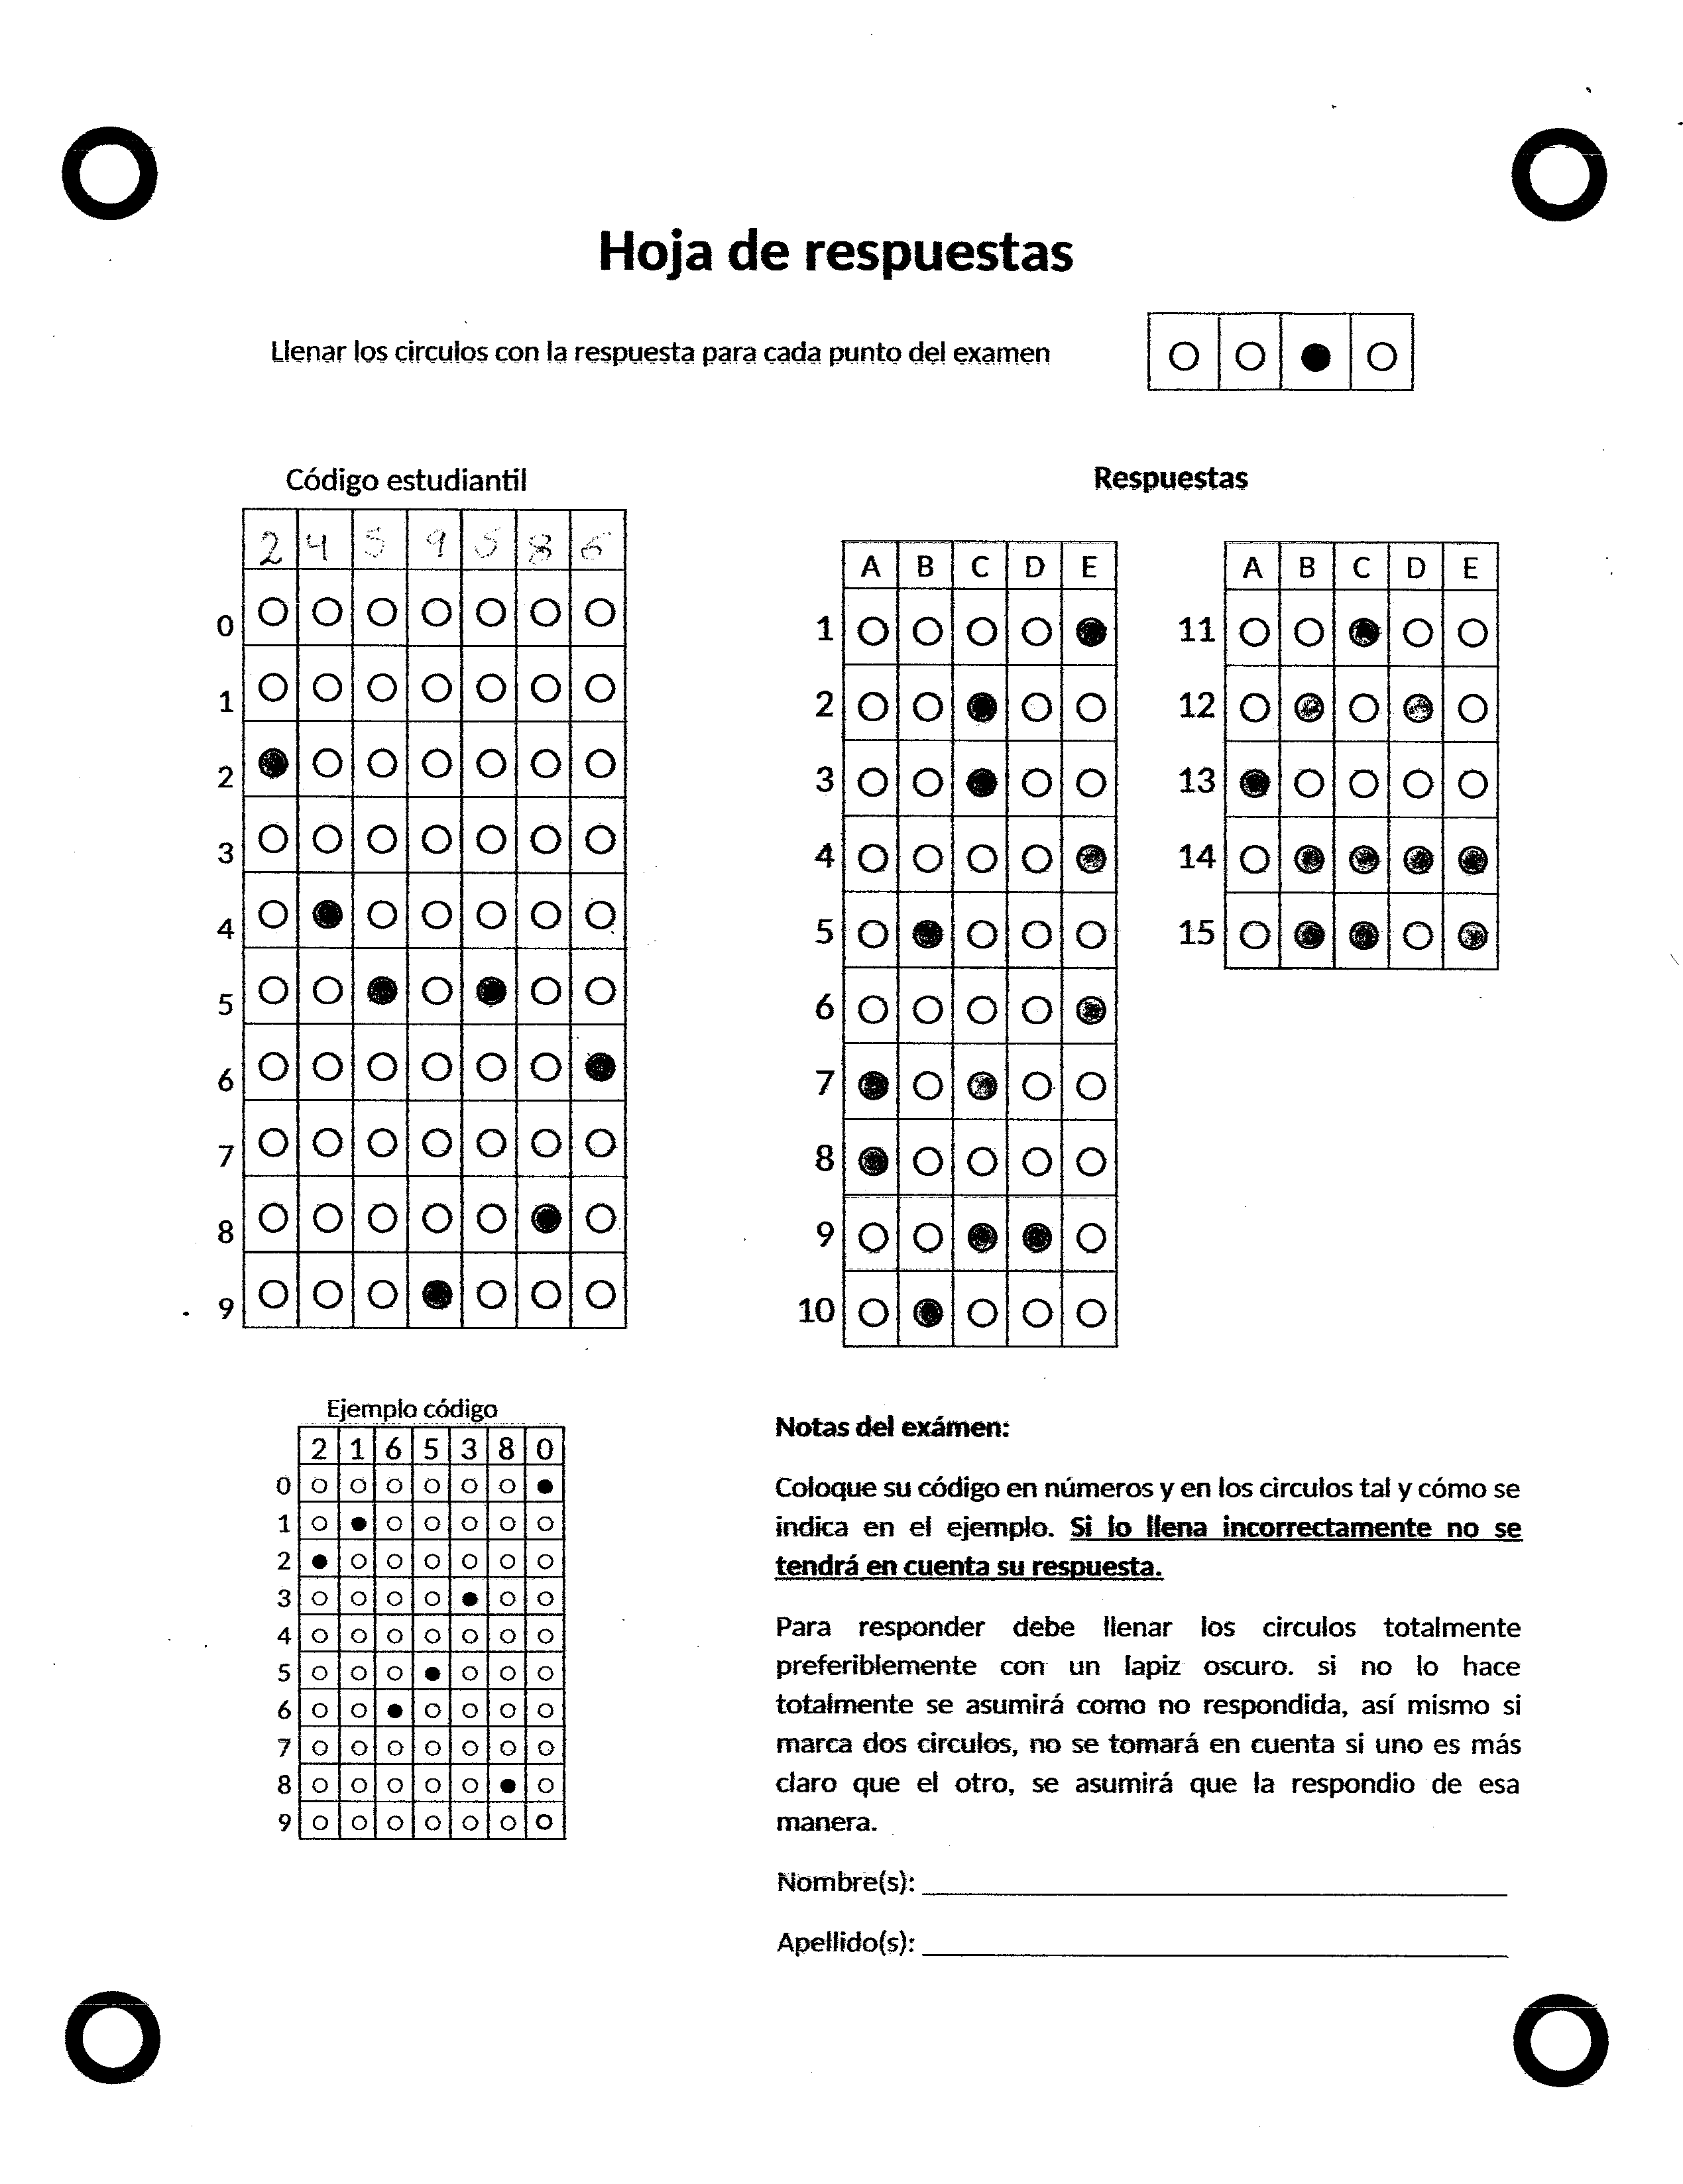 Hoja de respuestas
Llenar los circulos con la respuesta para cada punto del examen
Código estudiantil
2 4 5 9 5 8 6
0
1
2
3
4
5
6
7
8
9
Respuestas
A B C D E
1
2
3
4
5
6
7
8
9
10
A B C D E
11
12
13
14
15
Ejemplo código
2 1 6 5 3 8 0
0
1
2
3
4
5
6
7
8
9
Notas del exámen:
Coloque su código en números y en los circulos tal y cómo se
indica en el ejemplo. Si lo llena incorrectamente no se
tendrá en cuenta su respuesta.
Para responder debe llenar los circulos totalmente
preferiblemente con un lapiz oscuro. si no lo hace
totalmente se asumirá como no respondida, así mismo si
marca dos circulos, no se tomará en cuenta si uno es más
claro que el otro, se asumirá que la respondio de esa
manera.
Nombre(s):
Apellido(s):